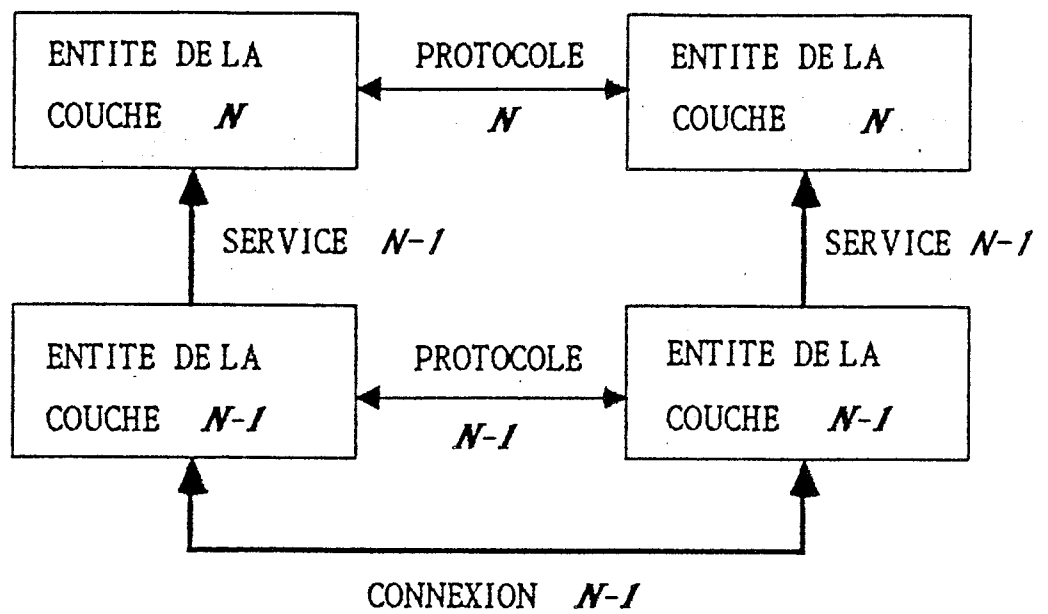 ENTITE DE LA
COUCHE N
PROTOCOLE
N
ENTITE DE LA
COUCHE N
SERVICE N-1
SERVICE N-1
ENTITE DE LA
COUCHE N-1
PROTOCOLE
N-1
ENTITE DE LA
COUCHE N-1
CONNEXION N-1